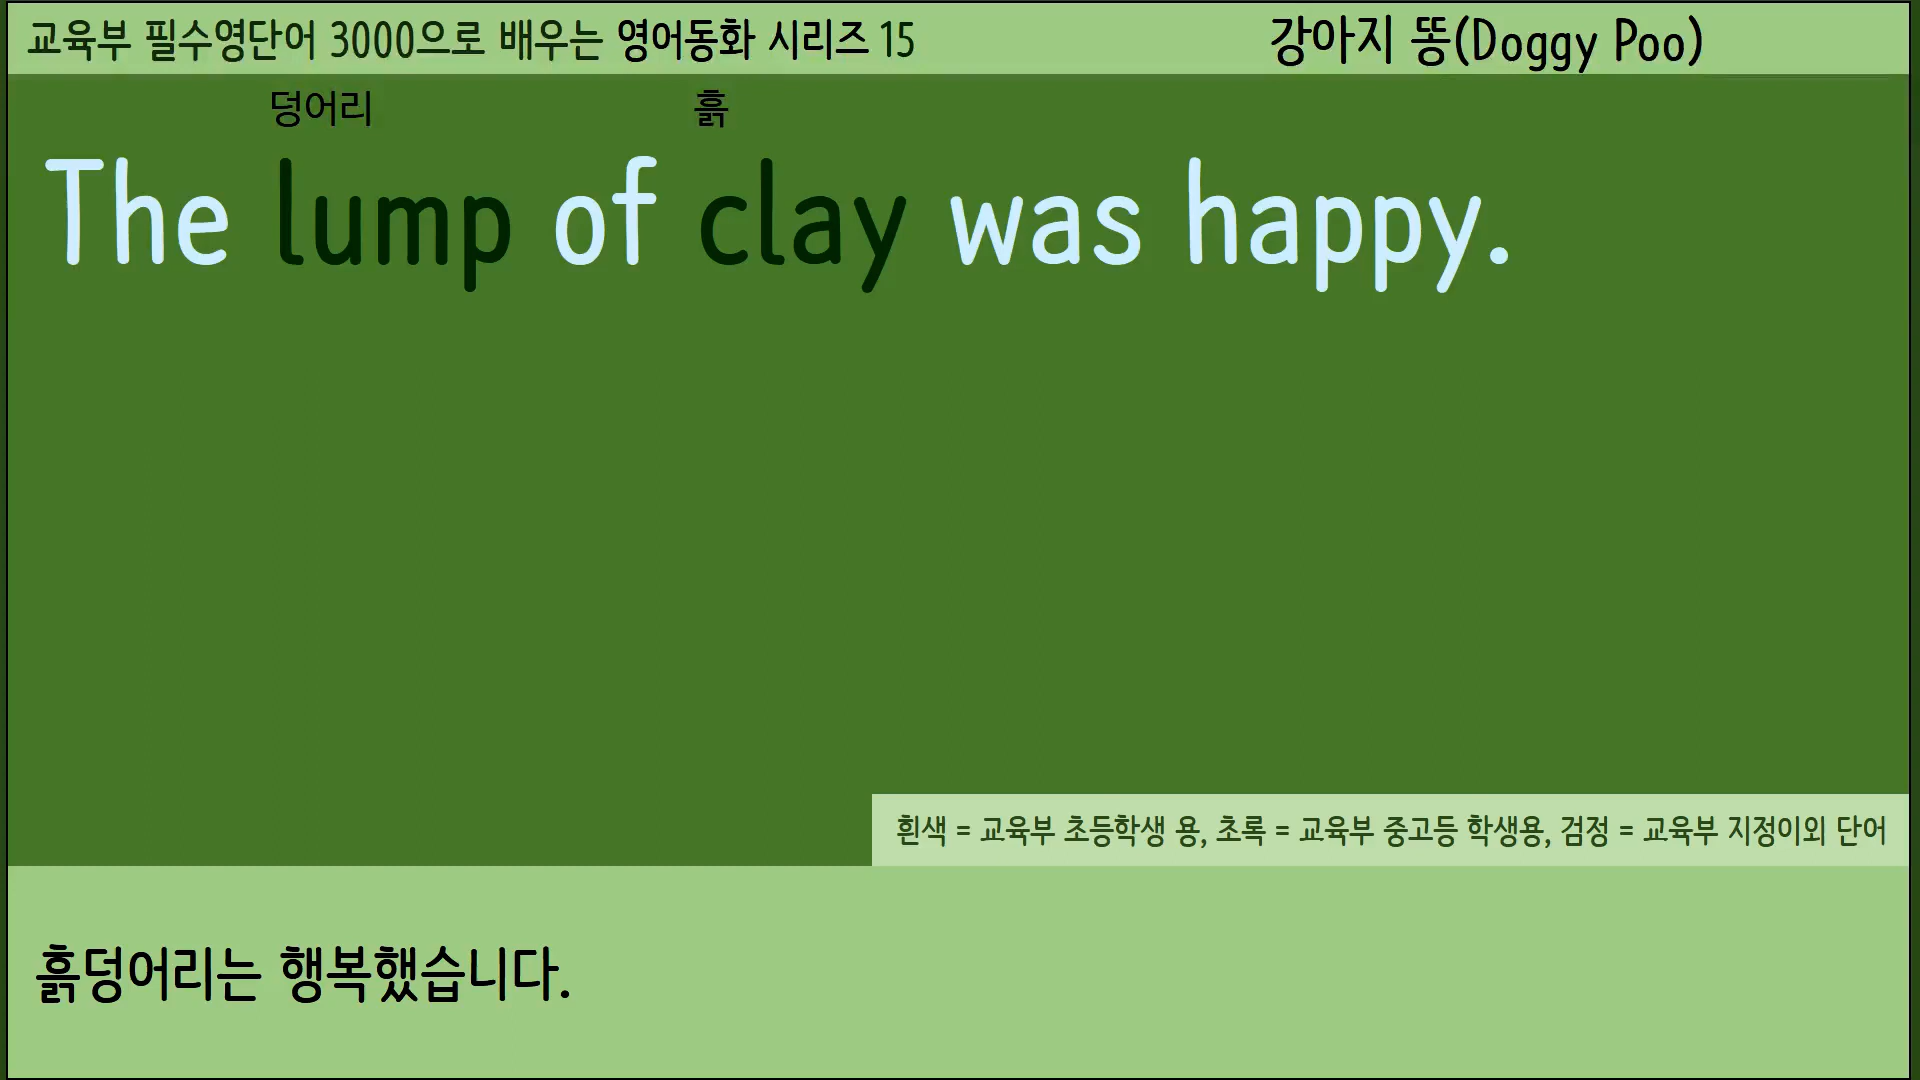 교육부 필수영단어 3000으로 배우는 영어동화 시리즈 15
강아지 똥(Doggy Poo)
덩어리 흙
The lump of clay was happy.
흰색 = 교육부 초등학생 용, 초록 = 교육부 중고등 학생용, 검정 = 교육부 지정이외 단어
흙덩어리는 행복했습니다.